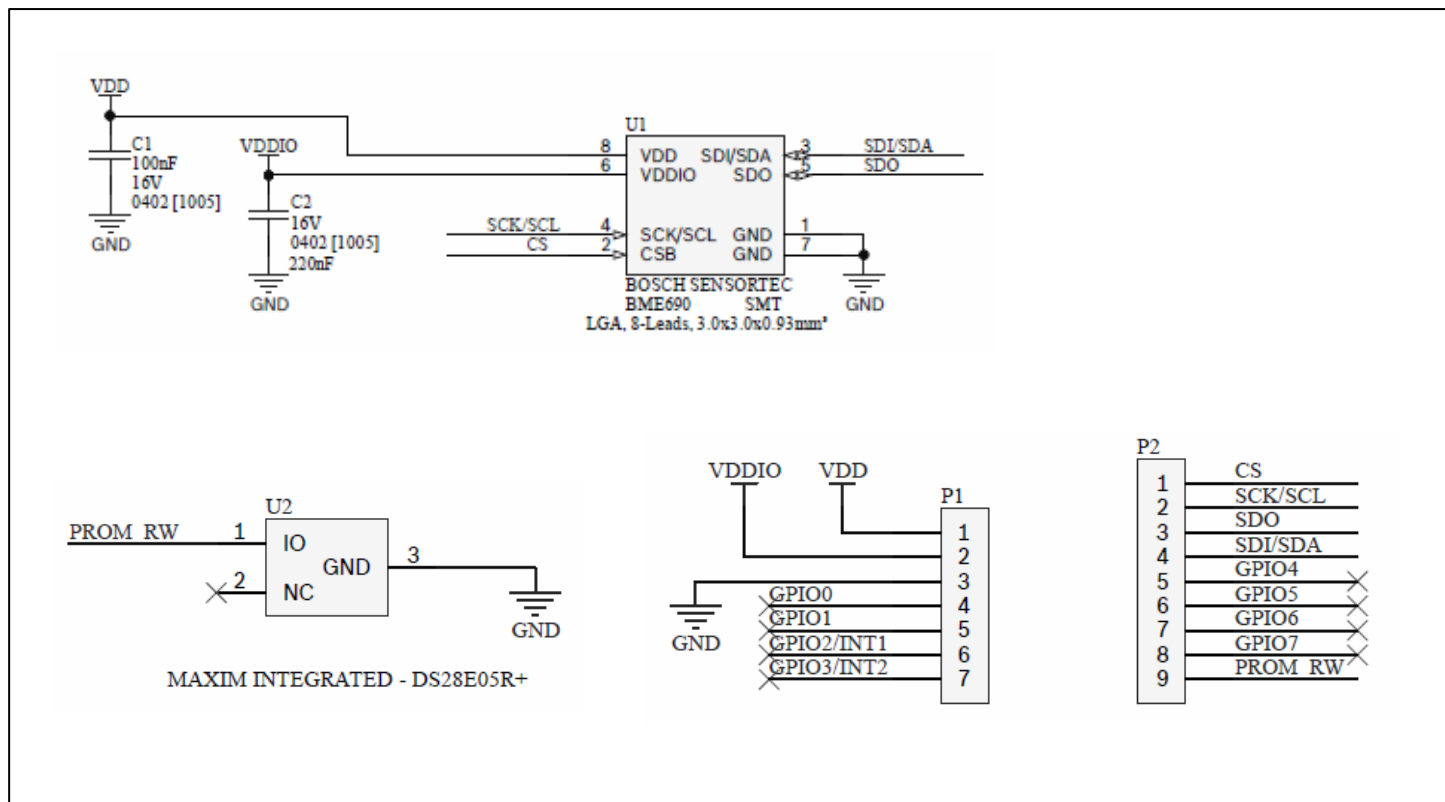 VDD
C1
100nF
16V
0402 [1005]
GND
VDDIO
C2
16V
0402 [1005]
220nF
GND
U1
8 VDD SDI/SDA 3 SDI/SDA
6 VDDIO SDO 5 SDO
SCK/SCL 4 SCK/SCL GND 1
CS 2 CSB GND 7
GND
BOSCH SENSORTEC
BME690 SMT
LGA, 8-Leads, 3.0x3.0x0.93mm³
U2
PROM_RW 1 IO
GND 3
2 NC
GND
MAXIM INTEGRATED - DS28E05R+
VDDIO VDD
P1
1
2
3
GND
GPIO0 4
GPIO1 5
GPIO2/INT1 6
GPIO3/INT2 7
P2
1 CS
2 SCK/SCL
3 SDO
4 SDI/SDA
5 GPIO4
6 GPIO5
7 GPIO6
8 GPIO7
9 PROM_RW